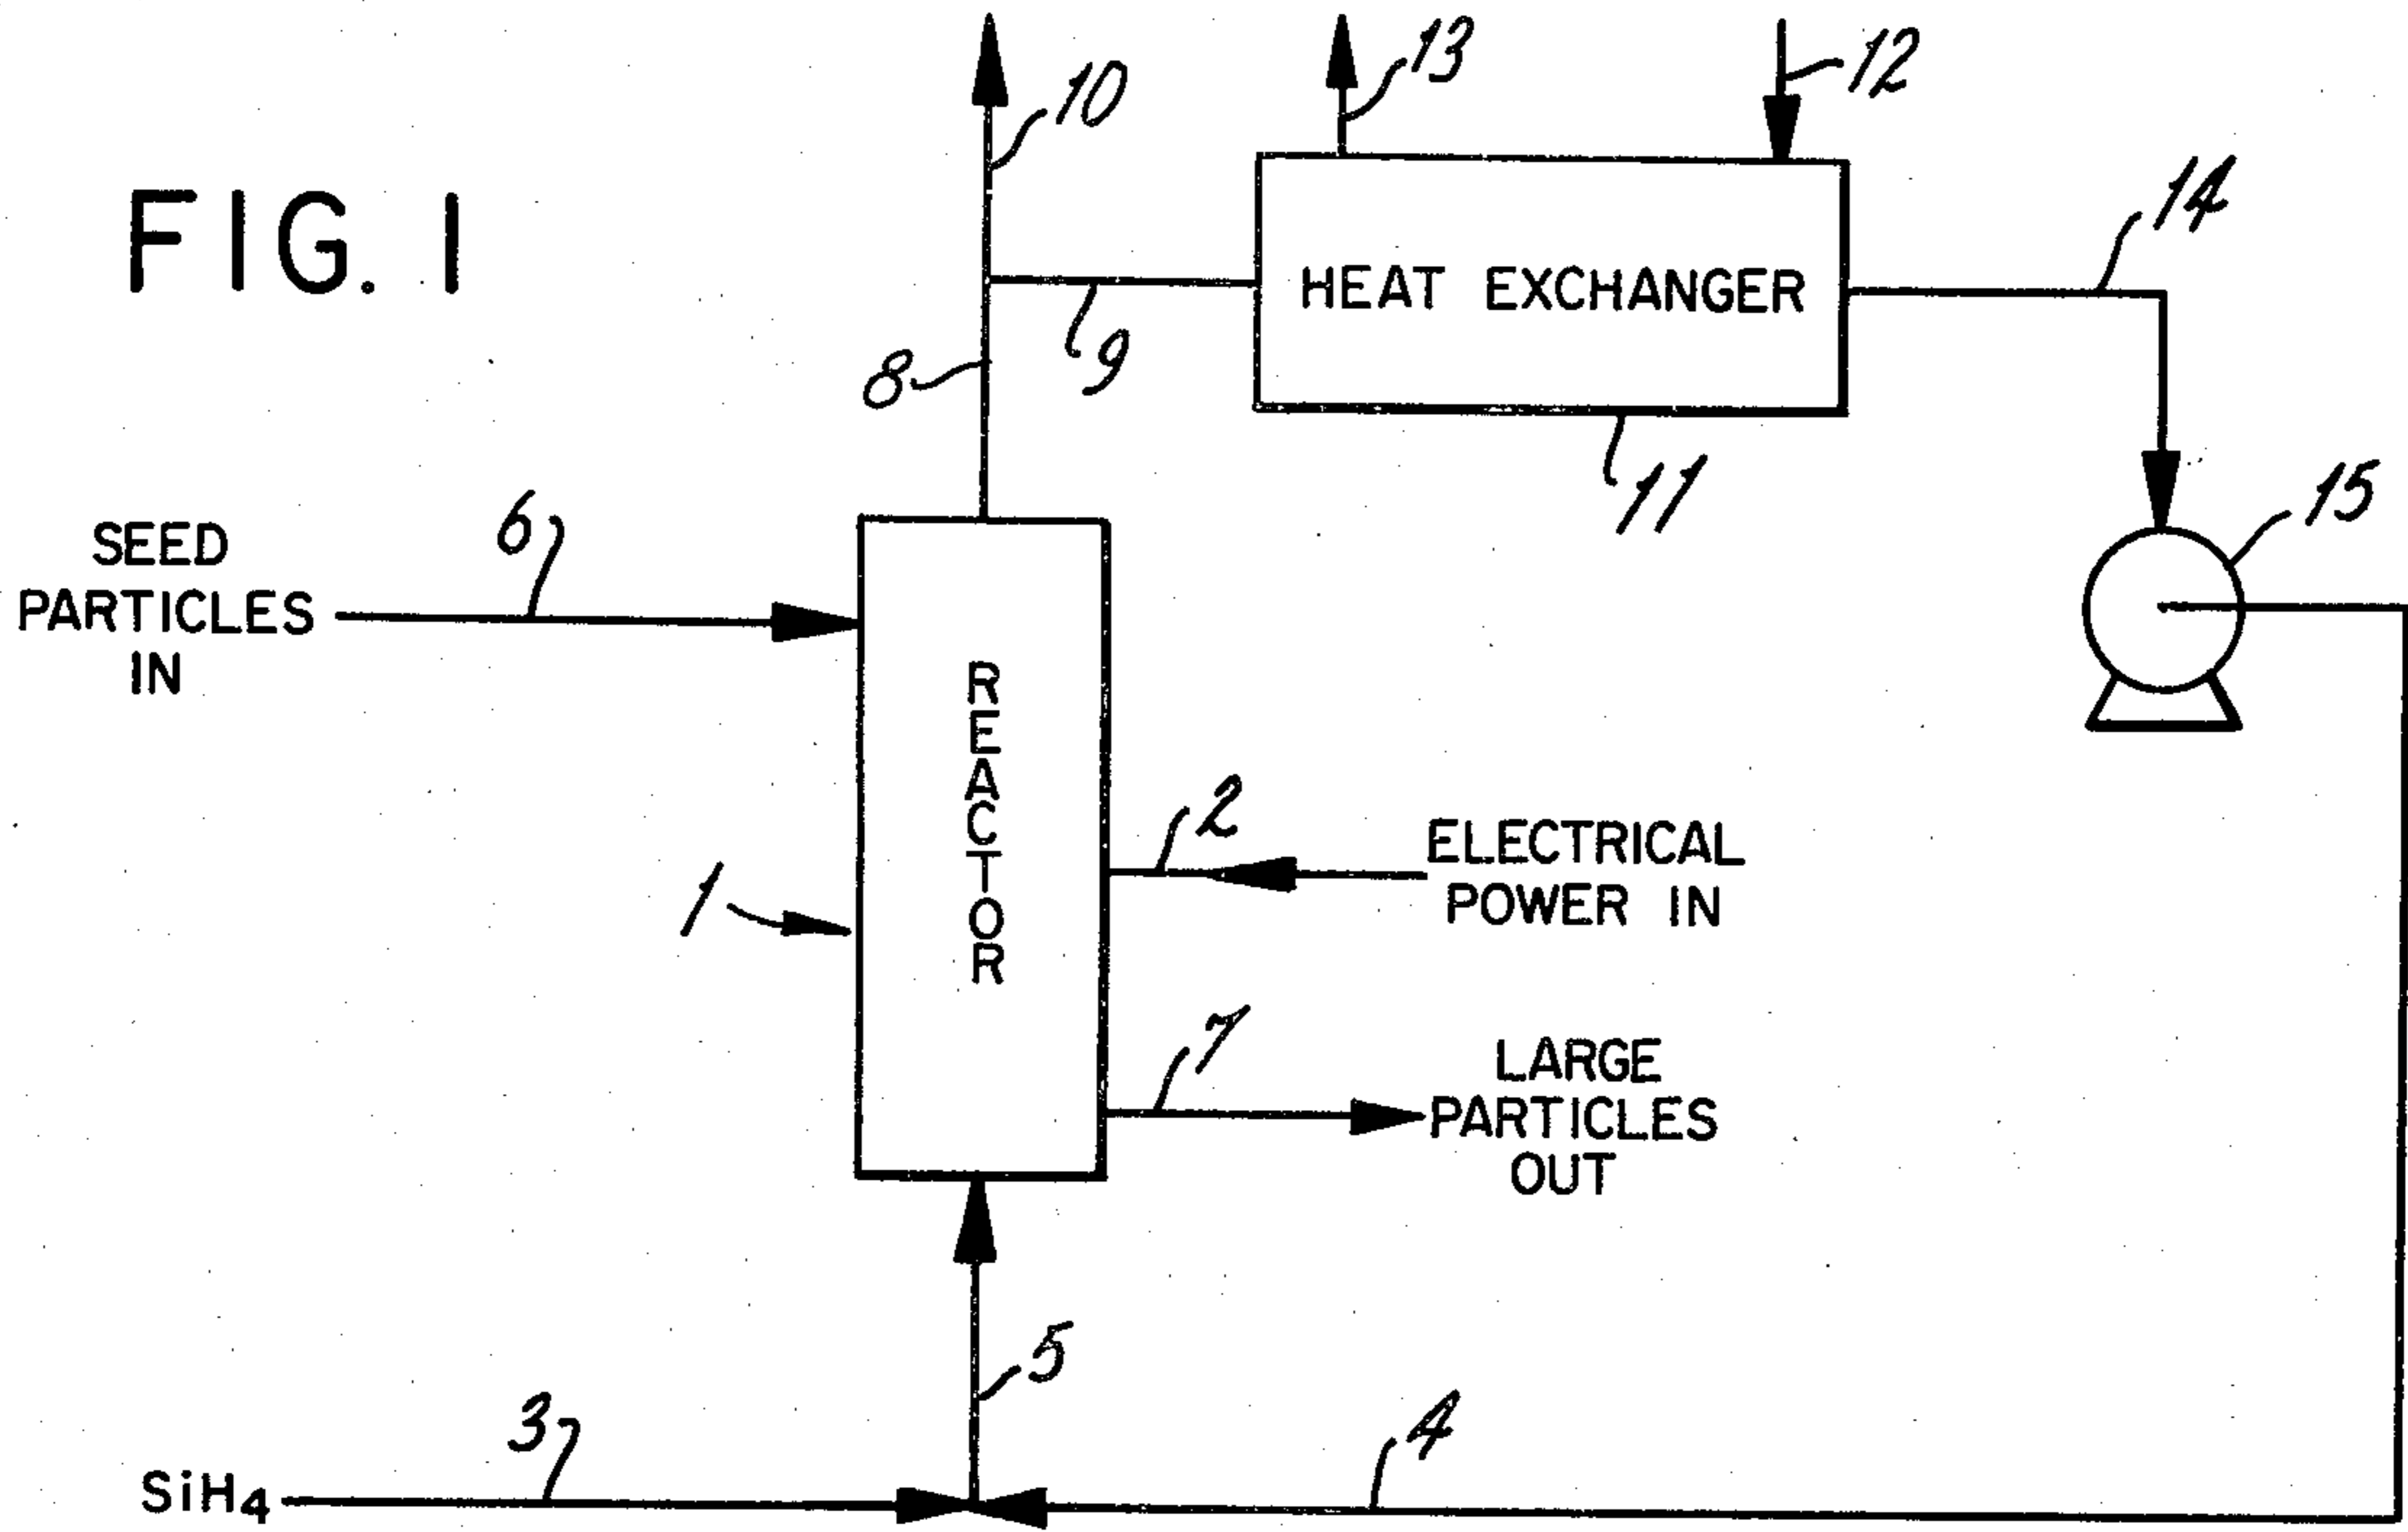 FIG. 1
10
13
12
14
HEAT EXCHANGER
9
8
11
15
6
SEED
PARTICLES
IN
REACTOR
2
ELECTRICAL
POWER IN
1
7
LARGE
PARTICLES
OUT
5
3
4
SiH4